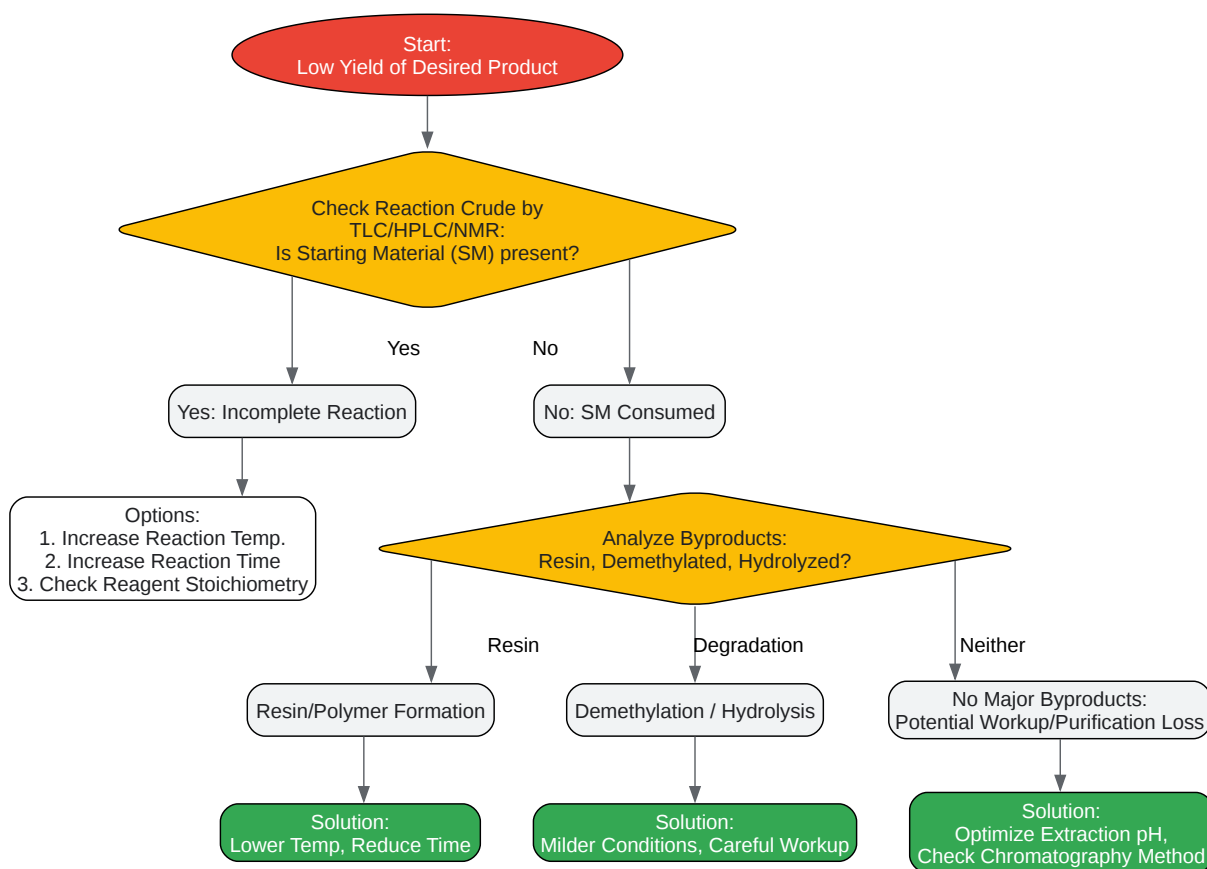 Start:
Low Yield of Desired Product
Check Reaction Crude by
TLC/HPLC/NMR:
Is Starting Material (SM) present?
Yes
No
Yes: Incomplete Reaction
No: SM Consumed
Options:
1. Increase Reaction Temp.
2. Increase Reaction Time
3. Check Reagent Stoichiometry
Analyze Byproducts:
Resin, Demethylated, Hydrolyzed?
Resin
Degradation
Neither
Resin/Polymer Formation
Demethylation / Hydrolysis
No Major Byproducts:
Potential Workup/Purification Loss
Solution:
Lower Temp, Reduce Time
Solution:
Milder Conditions, Careful Workup
Solution:
Optimize Extraction pH,
Check Chromatography Method